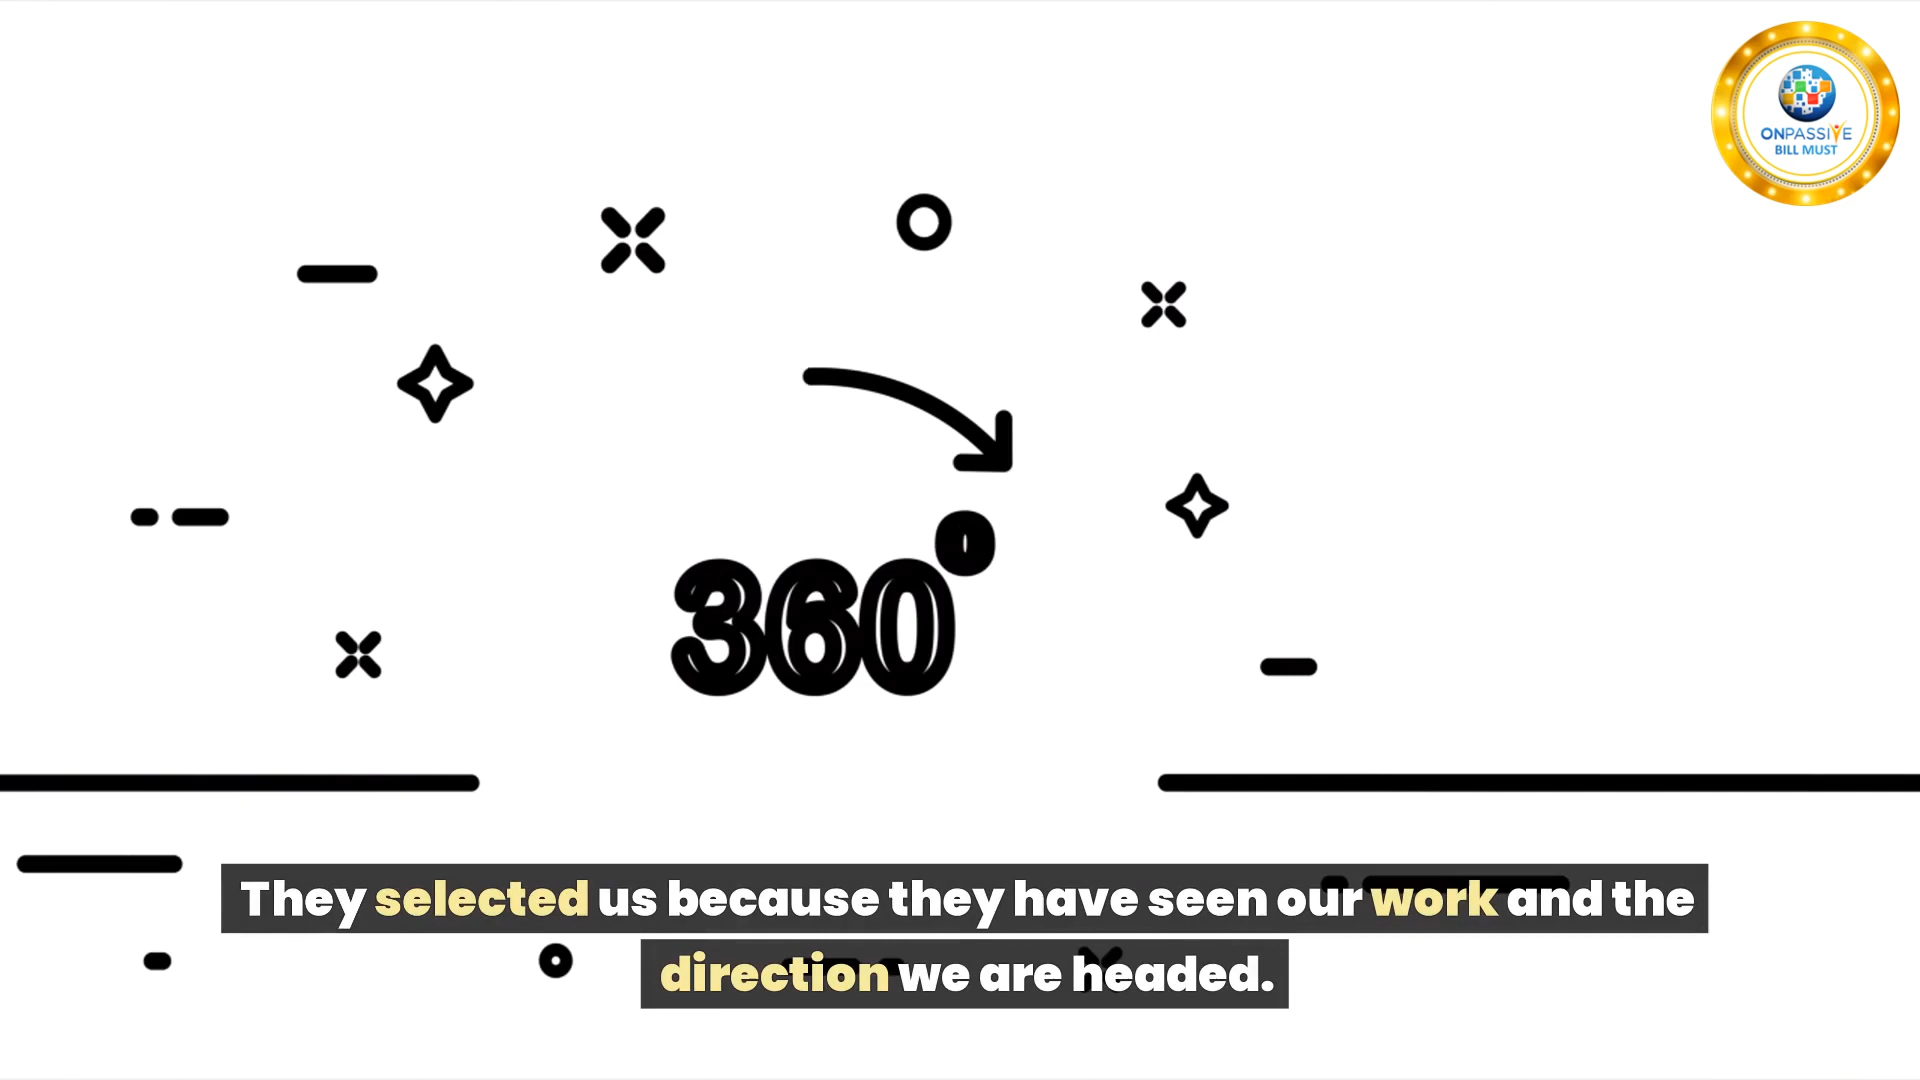 ONPASSIVE
BILL MUST
360°
They selected us because they have seen our work and the
direction we are headed.